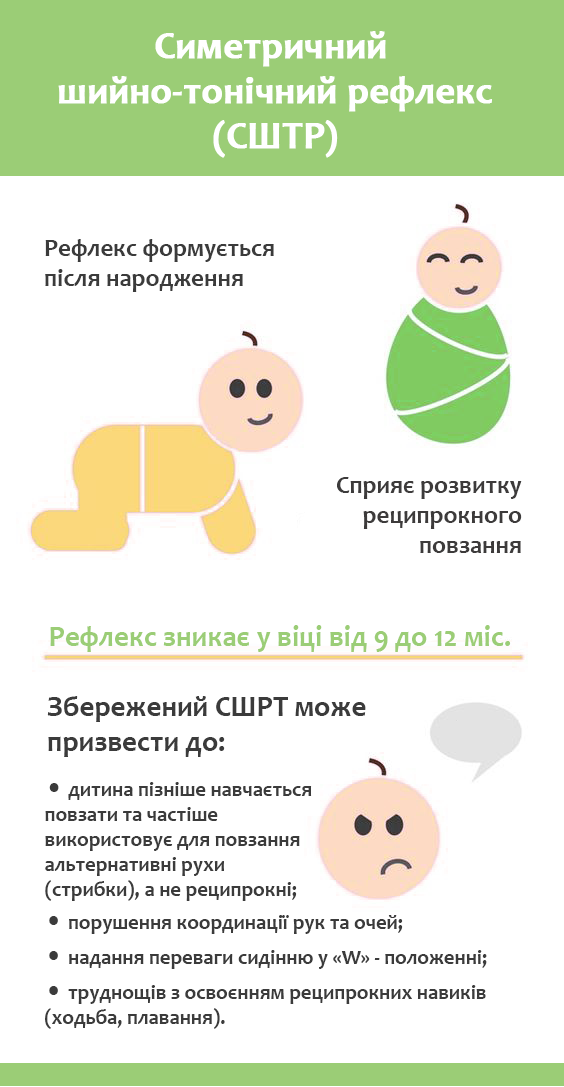 Симетричний
шийно-тонічний рефлекс
(СШТР)
Рефлекс формується
після народження
Сприяє розвитку
реципрокного
повзання
Рефлекс зникає у віці від 9 до 12 міс.
Збережений СШРТ може
призвести до:
• дитина пізніше навчається
повзати та частіше
використовує для повзання
альтернативні рухи
(стрибки), а не реципрокні;
• порушення координації рук та очей;
• надання переваги сидінню у «W» - положенні;
• труднощів з освоєнням реципрокних навиків
(ходьба, плавання).